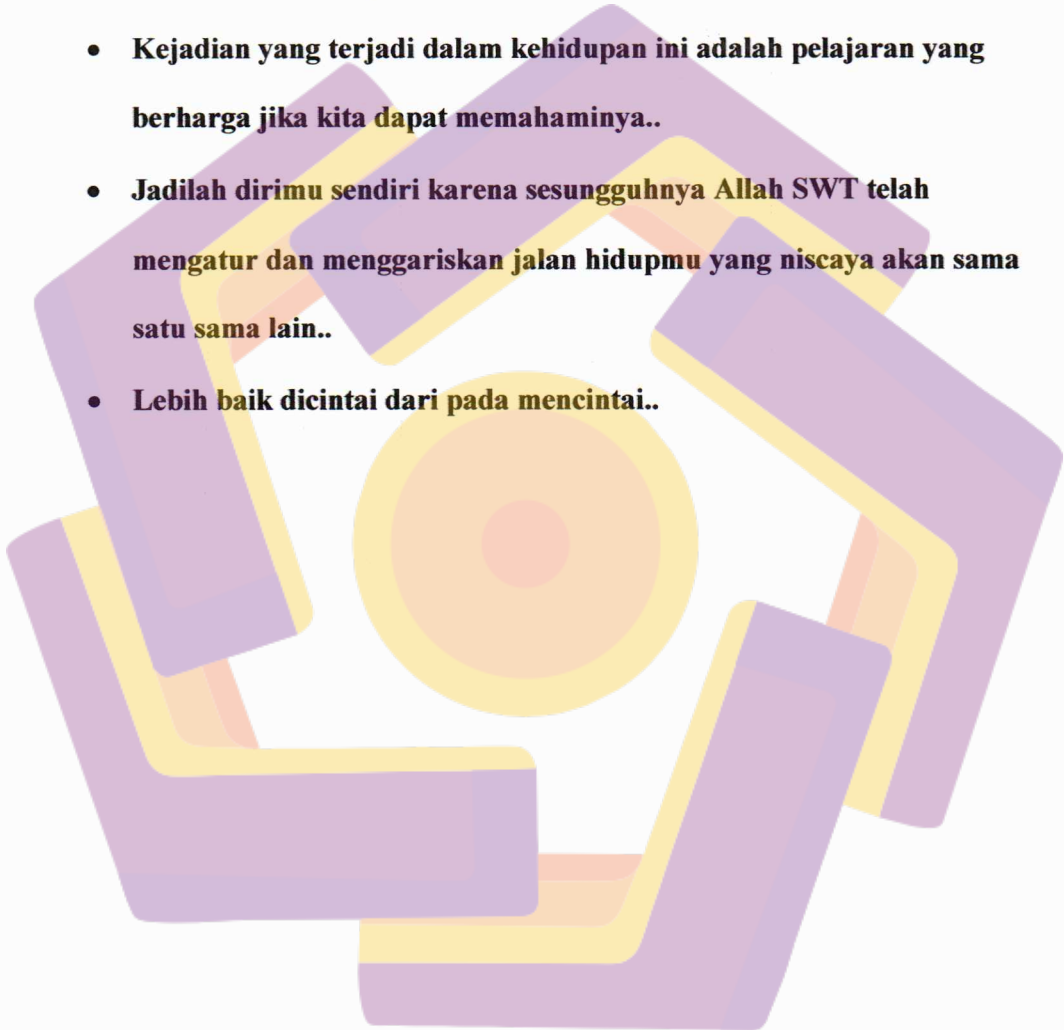 • Kejadian yang terjadi dalam kehidupan ini adalah pelajaran yang
berharga jika kita dapat memahaminya..
• Jadilah dirimu sendiri karena sesungguhnya Allah SWT telah
mengatur dan menggariskan jalan hidupmu yang niscaya akan sama
satu sama lain..
• Lebih baik dicintai dari pada mencintai..